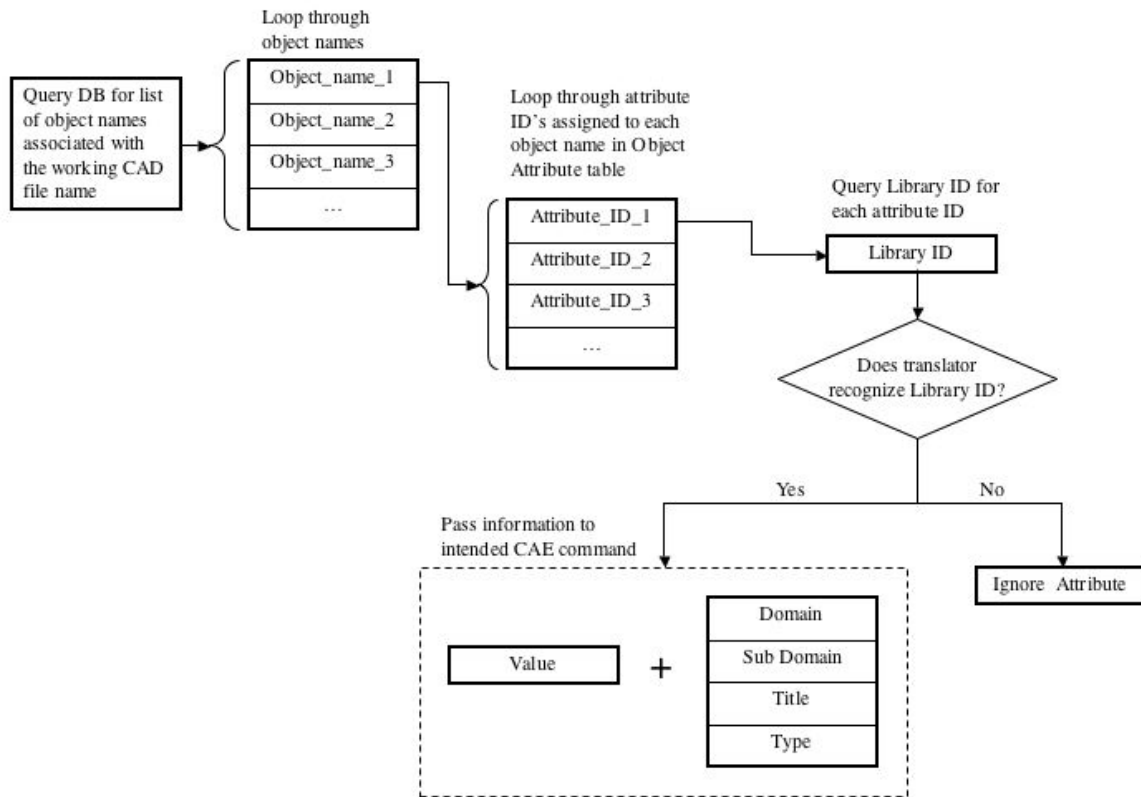 Loop through
object names
Query DB for list
of object names
associated with
the working CAD
file name
Object_name_1
Object_name_2
Object_name_3
...
Loop through attribute
ID's assigned to each
object name in Object
Attribute table
Attribute_ID_1
Attribute_ID_2
Attribute_ID_3
...
Query Library ID for
each attribute ID
Library ID
Does translator
recognize Library ID?
Yes
No
Pass information to
intended CAE command
Ignore Attribute
Value
+
Domain
Sub Domain
Title
Type